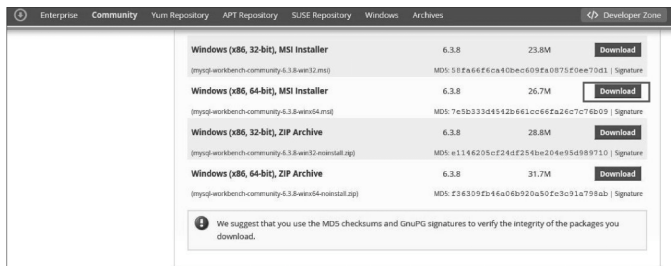 Enterprise Community Yum Repository APT Repository SUSE Repository Windows Archives </> Developer Zone
Windows (x86, 32-bit), MSI Installer 6.3.8 23.8M Download
(mysql-workbench-community-6.3.8-win32.msi) MD5: 58fa66f6ca40bec609fa0875f0ee70d1 | Signature
Windows (x86, 64-bit), MSI Installer 6.3.8 26.7M Download
(mysql-workbench-community-6.3.8-winx64.msi) MD5: 7e5b333d4542b661cc66fa26c7c76b09 | Signature
Windows (x86, 32-bit), ZIP Archive 6.3.8 28.8M Download
(mysql-workbench-community-6.3.8-win32-noinstall.zip) MD5: e1146205cf24df254be204e95d989710 | Signature
Windows (x86, 64-bit), ZIP Archive 6.3.8 31.7M Download
(mysql-workbench-community-6.3.8-winx64-noinstall.zip) MD5: f36309fb46a06b920a50fe3c91a798ab | Signature
We suggest that you use the MD5 checksums and GnuPG signatures to verify the integrity of the packages you
download.